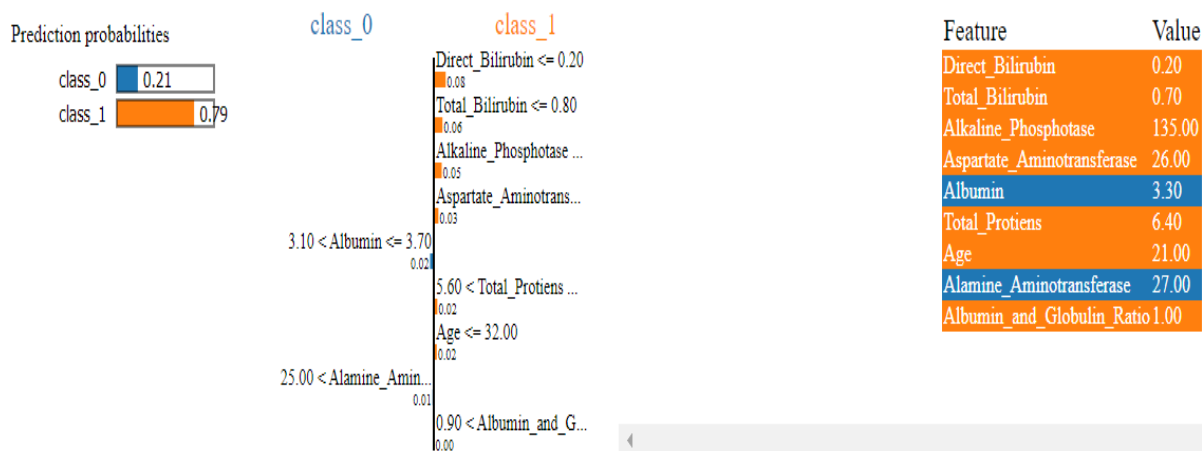 Prediction probabilities
class_0 0.21
class_1 0.79
class_0 class_1
Direct_Bilirubin <= 0.20
0.08
Total_Bilirubin <= 0.80
0.06
Alkaline_Phosphotase ...
0.05
Aspartate_Aminotrans...
0.03
3.10 < Albumin <= 3.70
0.02
5.60 < Total_Protiens ...
0.02
Age <= 32.00
0.02
25.00 < Alamine_Amin...
0.01
0.90 < Albumin_and_G...
0.00
Feature Value
Direct_Bilirubin 0.20
Total_Bilirubin 0.70
Alkaline_Phosphotase 135.00
Aspartate_Aminotransferase 26.00
Albumin 3.30
Total_Protiens 6.40
Age 21.00
Alamine_Aminotransferase 27.00
Albumin_and_Globulin_Ratio 1.00